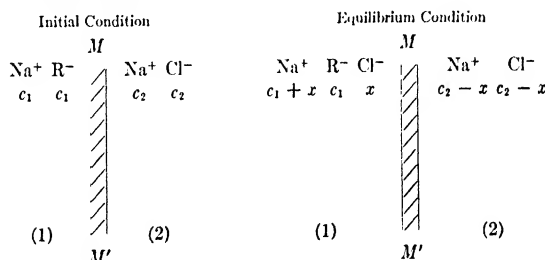 Initial Condition
M
Na+ R− Na+ Cl−
c1 c1 c2 c2
(1) (2)
M'
Equilibrium Condition
M
Na+ R− Cl− Na+ Cl−
c1 + x c1 x c2 − x c2 − x
(1) (2)
M'